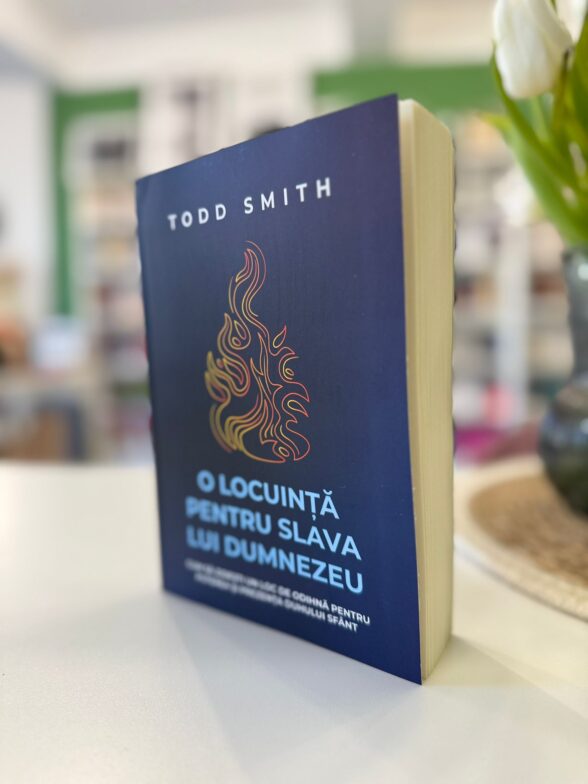 TODD SMITH
O LOCUINȚĂ
PENTRU SLAVA
LUI DUMNEZEU
CUM SĂ DEVENI UN LOC DE ODIHNĂ PENTRU
PUTEREA ȘI PREZENȚA DUHULUI SFÂNT